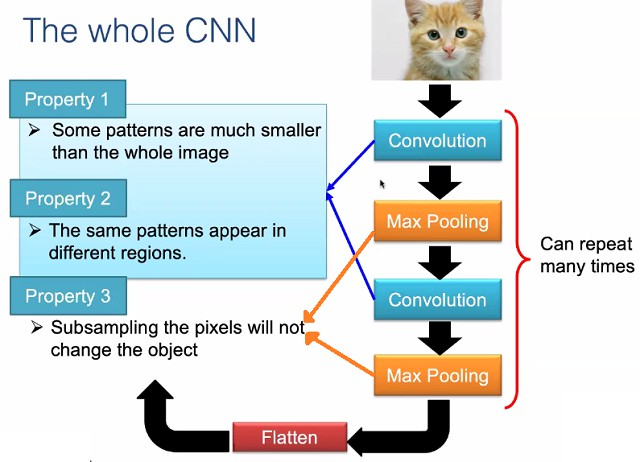 The whole CNN
Property 1
➢ Some patterns are much smaller
than the whole image
Property 2
➢ The same patterns appear in
different regions.
Property 3
➢ Subsampling the pixels will not
change the object
Convolution
Max Pooling
Convolution
Max Pooling
Can repeat
many times
Flatten